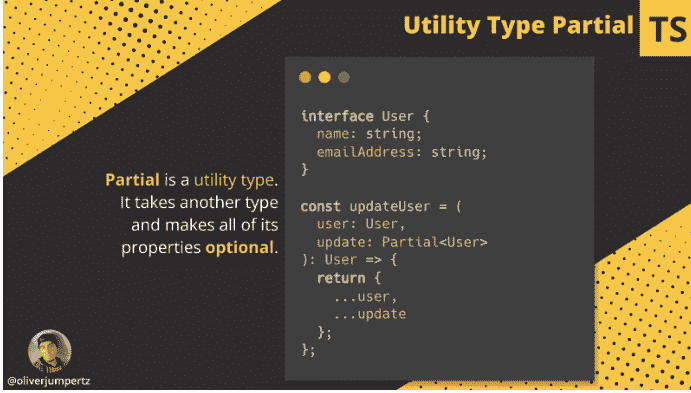 Utility Type Partial
TS
Partial is a utility type.
It takes another type
and makes all of its
properties optional.
interface User {
  name: string;
  emailAddress: string;
}
const updateUser = (
  user: User,
  update: Partial<User>
): User => {
  return {
    ...user,
    ...update
  };
};
@oliverjumpertz